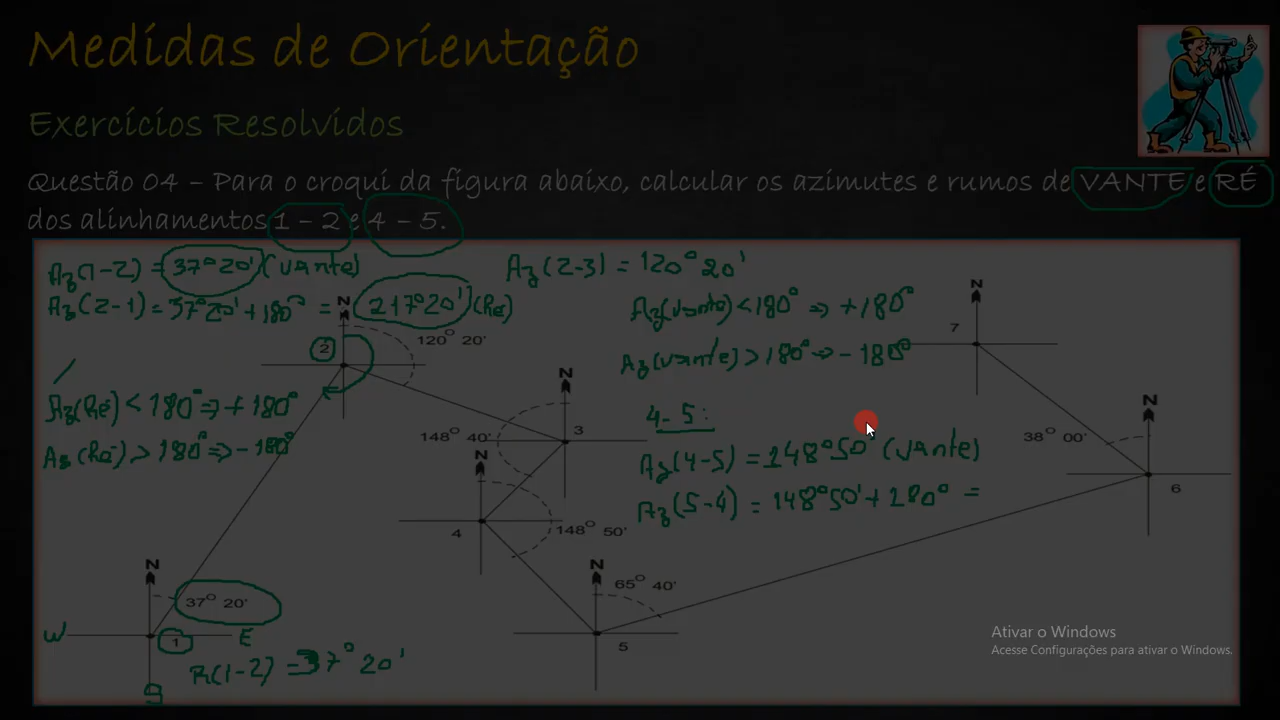 Medidas de Orientação
Exercícios Resolvidos
Questão 04 – Para o croqui da figura abaixo, calcular os azimutes e rumos de VANTE e RÉ
dos alinhamentos 1 – 2 e 4 – 5.
Az(1-2) = 37°20' (vante)
Az(2-1) = 37°20' + 180° = 217°20' (Ré)
Az(2-3) = 120°20'
Az(vante) < 180° => +180°
Az(vante) > 180° => -180°
Az(Ré) < 180° => +180°
Az(Ré) > 180° => -180°
4-5:
Az(4-5) = 148°50' (vante)
Az(5-4) = 148°50' + 180° =
N
2
120° 20'
N
3
148° 40'
N
4
148° 50'
N
7
N
38° 00'
6
N
65° 40'
5
N
37° 20'
W
1
E
S
R(1-2) = 37° 20'
Ativar o Windows
Acesse Configurações para ativar o Windows.